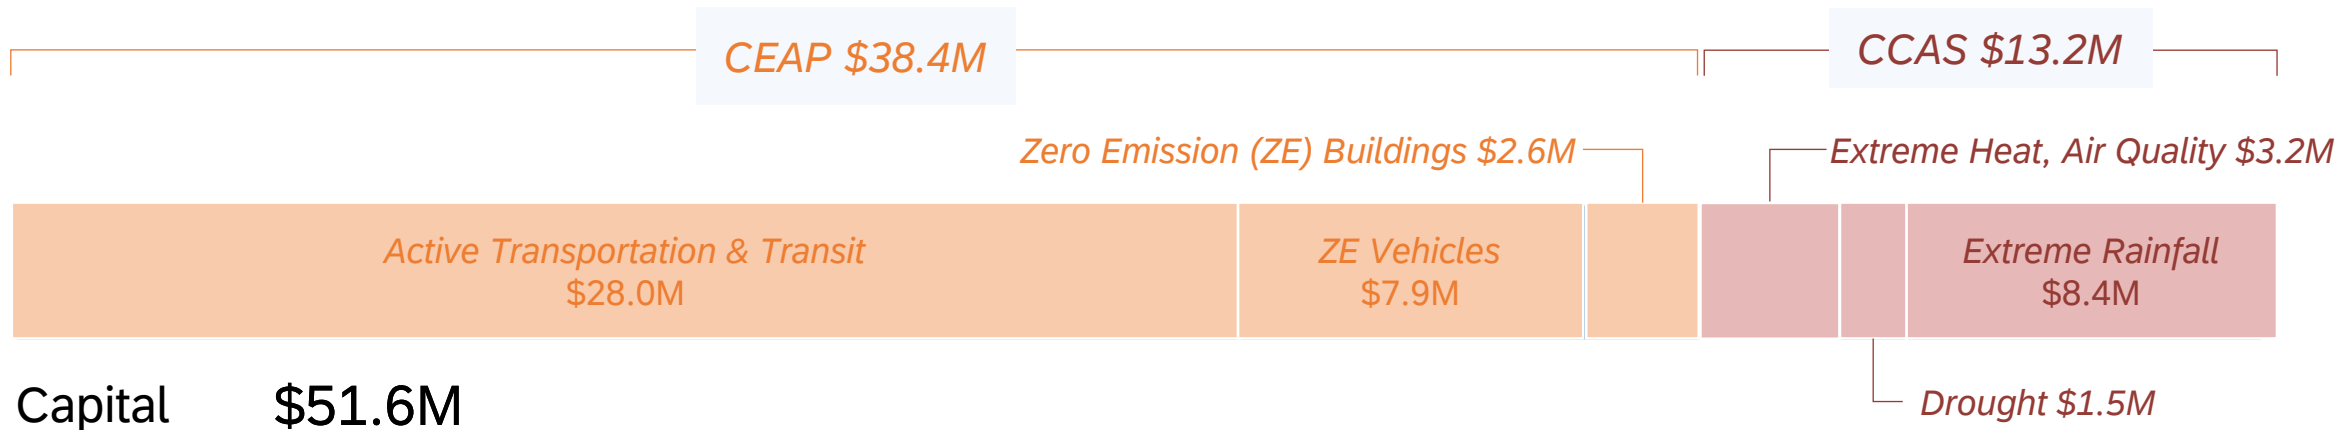 CEAP $38.4M
CCAS $13.2M
Zero Emission (ZE) Buildings $2.6M
Extreme Heat, Air Quality $3.2M
Active Transportation & Transit
$28.0M
ZE Vehicles
$7.9M
Extreme Rainfall
$8.4M
Capital $51.6M
Drought $1.5M